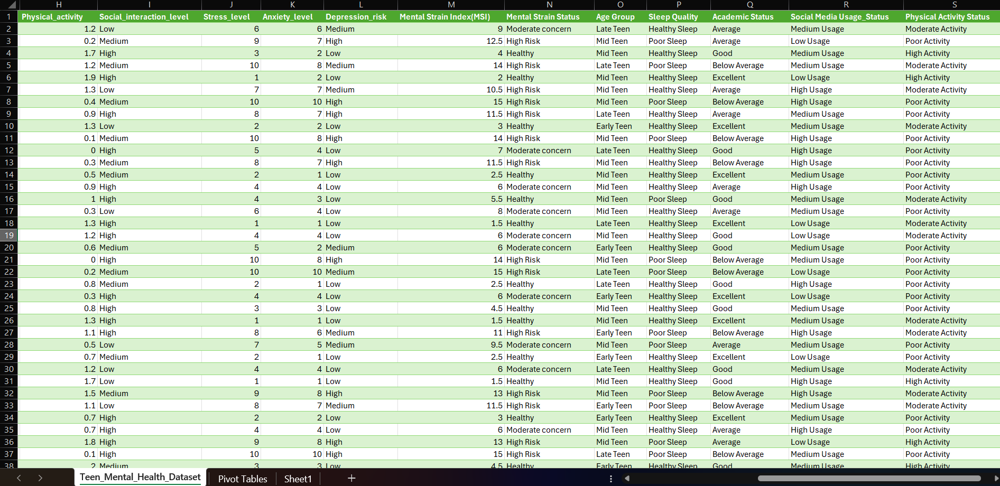 H I J K L M N O P Q R S
1 Physical_activity Social_interaction_level Stress_level Anxiety_level Depression_risk Mental Strain Index(MSI) Mental Strain Status Age Group Sleep Quality Academic Status Social Media Usage_Status Physical Activity Status
2 1.2 Low 6 6 Medium 9 Moderate concern Late Teen Healthy Sleep Average Medium Usage Moderate Activity
3 0.2 Medium 9 7 High 12.5 High Risk Mid Teen Poor Sleep Average Low Usage Poor Activity
4 1.7 High 3 2 Low 4 Healthy Mid Teen Healthy Sleep Good Medium Usage High Activity
5 1.2 Medium 10 8 Medium 14 High Risk Late Teen Poor Sleep Below Average Medium Usage Moderate Activity
6 1.9 High 1 2 Low 2 Healthy Mid Teen Healthy Sleep Excellent Low Usage High Activity
7 1.3 Low 7 7 Medium 10.5 High Risk Mid Teen Healthy Sleep Average High Usage Moderate Activity
8 0.4 Medium 10 10 High 15 High Risk Mid Teen Poor Sleep Below Average High Usage Poor Activity
9 0.9 High 8 7 High 11.5 High Risk Late Teen Healthy Sleep Average Medium Usage Poor Activity
10 1.3 Low 2 2 Low 3 Healthy Early Teen Healthy Sleep Excellent Medium Usage Moderate Activity
11 0.1 Medium 10 8 High 14 High Risk Mid Teen Poor Sleep Below Average High Usage Poor Activity
12 0 High 5 4 Low 7 Moderate concern Late Teen Healthy Sleep Good High Usage Poor Activity
13 0.3 Medium 8 7 High 11.5 High Risk Mid Teen Healthy Sleep Below Average High Usage Poor Activity
14 0.5 Medium 2 1 Low 2.5 Healthy Mid Teen Healthy Sleep Excellent Medium Usage Poor Activity
15 0.9 High 4 4 Low 6 Moderate concern Mid Teen Healthy Sleep Average High Usage Poor Activity
16 1 High 4 3 Low 5.5 Healthy Mid Teen Poor Sleep Good Medium Usage Moderate Activity
17 0.3 Low 6 4 Low 8 Moderate concern Mid Teen Healthy Sleep Average Medium Usage Poor Activity
18 1.3 High 1 1 Low 1.5 Healthy Late Teen Healthy Sleep Excellent Low Usage Moderate Activity
19 1.2 High 4 4 Low 6 Moderate concern Mid Teen Healthy Sleep Good Low Usage Moderate Activity
20 0.6 Medium 5 2 Medium 6 Moderate concern Early Teen Healthy Sleep Good Medium Usage Poor Activity
21 0 High 10 8 High 14 High Risk Mid Teen Poor Sleep Below Average Medium Usage Poor Activity
22 0.2 Medium 10 10 Medium 15 High Risk Late Teen Poor Sleep Below Average Low Usage Poor Activity
23 0.8 Medium 2 1 Low 2.5 Healthy Late Teen Healthy Sleep Good High Usage Poor Activity
24 0.3 High 4 4 Low 6 Moderate concern Early Teen Healthy Sleep Excellent Low Usage Poor Activity
25 0.8 High 3 3 Low 4.5 Healthy Mid Teen Healthy Sleep Good Medium Usage Poor Activity
26 1.3 High 1 1 Low 1.5 Healthy Mid Teen Healthy Sleep Excellent Medium Usage Moderate Activity
27 1.1 High 8 6 Medium 11 High Risk Early Teen Poor Sleep Below Average High Usage Moderate Activity
28 0.5 Low 7 5 Medium 9.5 Moderate concern Mid Teen Poor Sleep Average Medium Usage Poor Activity
29 0.7 Medium 2 1 Low 2.5 Healthy Early Teen Healthy Sleep Excellent Low Usage Poor Activity
30 1.2 Low 4 4 Low 6 Moderate concern Late Teen Healthy Sleep Good Medium Usage Moderate Activity
31 1.7 Low 1 1 Low 1.5 Healthy Mid Teen Healthy Sleep Good High Usage High Activity
32 1.5 Medium 9 8 High 13 High Risk Mid Teen Poor Sleep Below Average High Usage Moderate Activity
33 1.1 Low 8 7 Medium 11.5 High Risk Early Teen Poor Sleep Below Average Medium Usage Moderate Activity
34 0.7 High 2 2 Low 3 Healthy Early Teen Healthy Sleep Excellent Medium Usage Poor Activity
35 0.7 High 4 4 Low 6 Moderate concern Mid Teen Healthy Sleep Average High Usage Poor Activity
36 1.8 High 9 8 High 13 High Risk Mid Teen Poor Sleep Average Low Usage High Activity
37 0.1 High 10 10 High 15 High Risk Late Teen Poor Sleep Below Average Medium Usage Poor Activity
38 2 Medium 3 3 Low 4.5 Healthy Early Teen Healthy Sleep Good Medium Usage High Activity
Teen_Mental_Health_Dataset Pivot Tables Sheet1